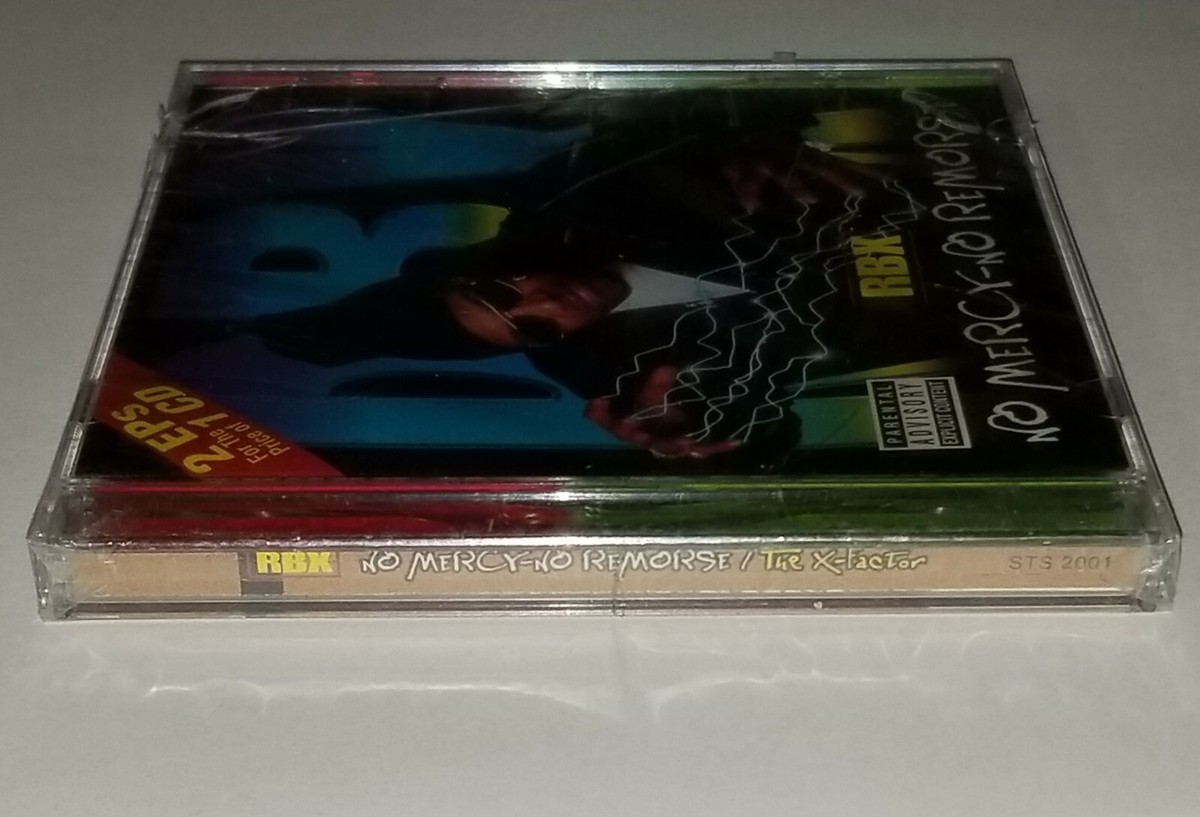 RBX
NO MERCY-NO REMORSE
PARENTAL
ADVISORY
EXPLICIT CONTENT
2 EPS
For The
Price of
1 CD
RBX NO MERCY-NO REMORSE / The X-Factor STS 2001